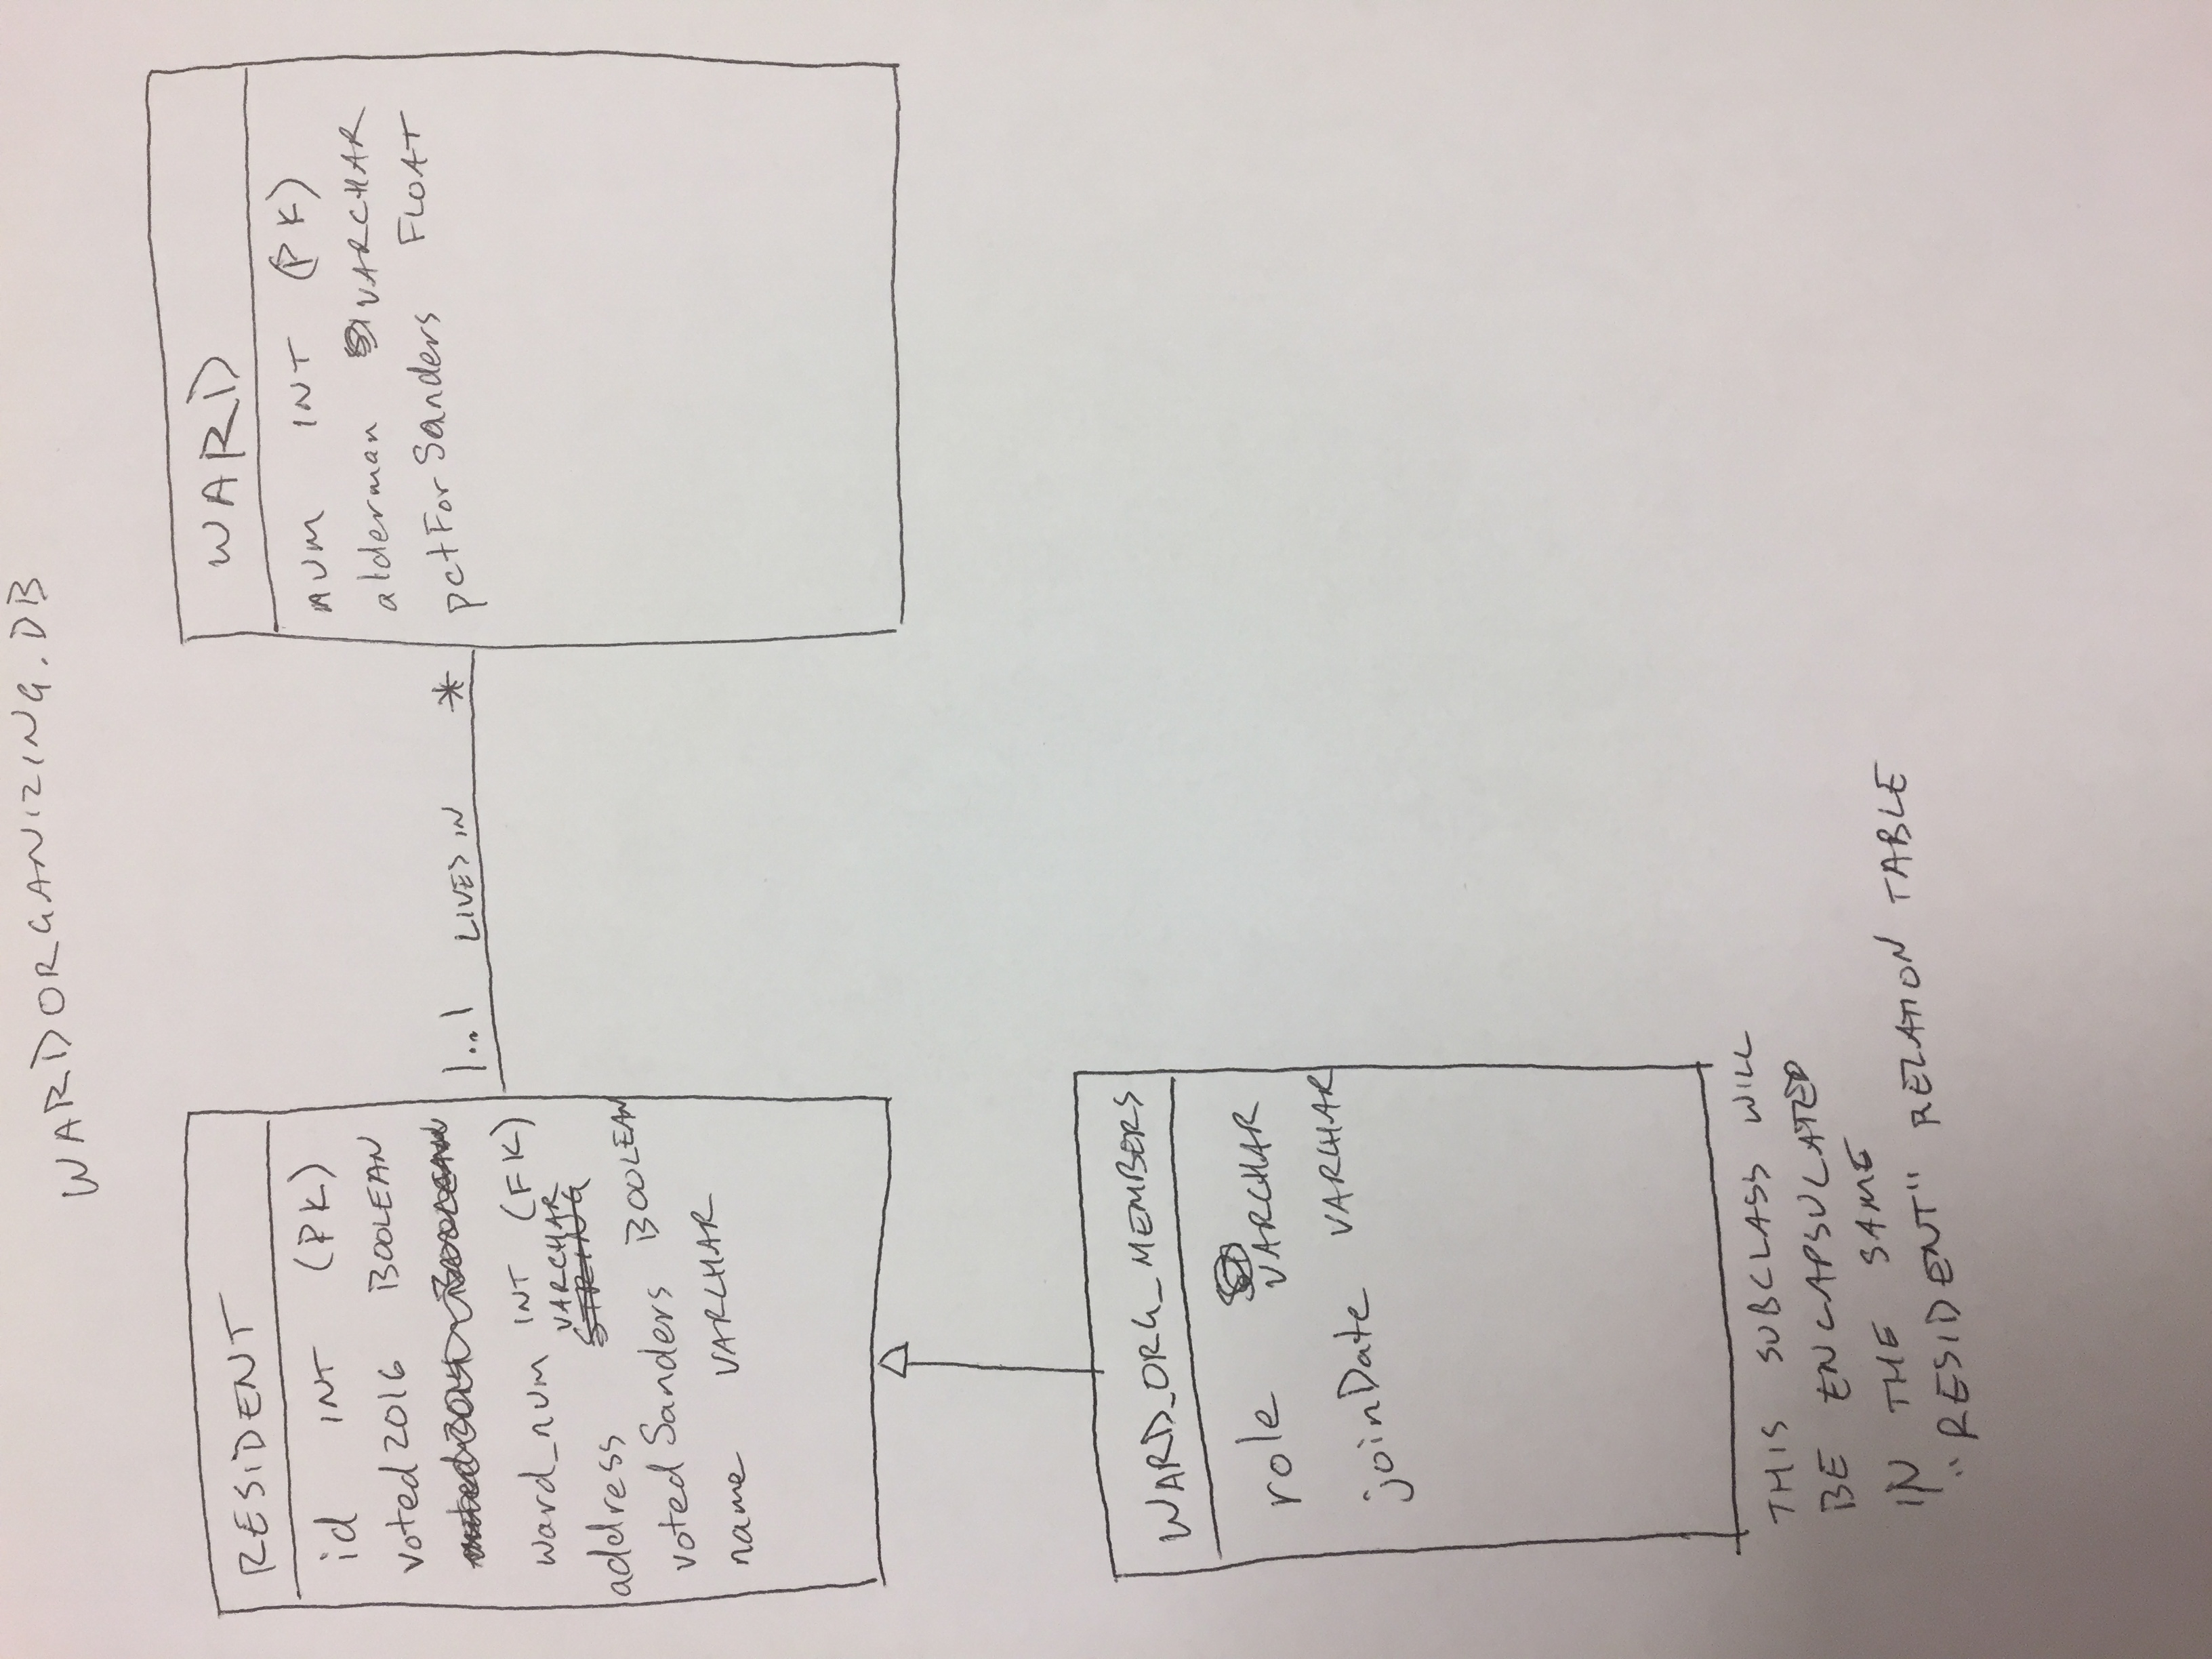 WARDORGANIZING.DB
RESIDENT
id INT (PK)
voted2016 BOOLEAN
ward_num INT (FK)
address VARCHAR STRING
votedSanders BOOLEAN
name VARCHAR
1..1 LIVES IN *
WARD
num INT (PK)
alderman VARCHAR
pctForSanders FLOAT
WARD_ORG_MEMBERS
role VARCHAR
joinDate VARCHAR
THIS SUBCLASS WILL
BE ENCAPSULATED
IN THE SAME
"RESIDENT" RELATION TABLE